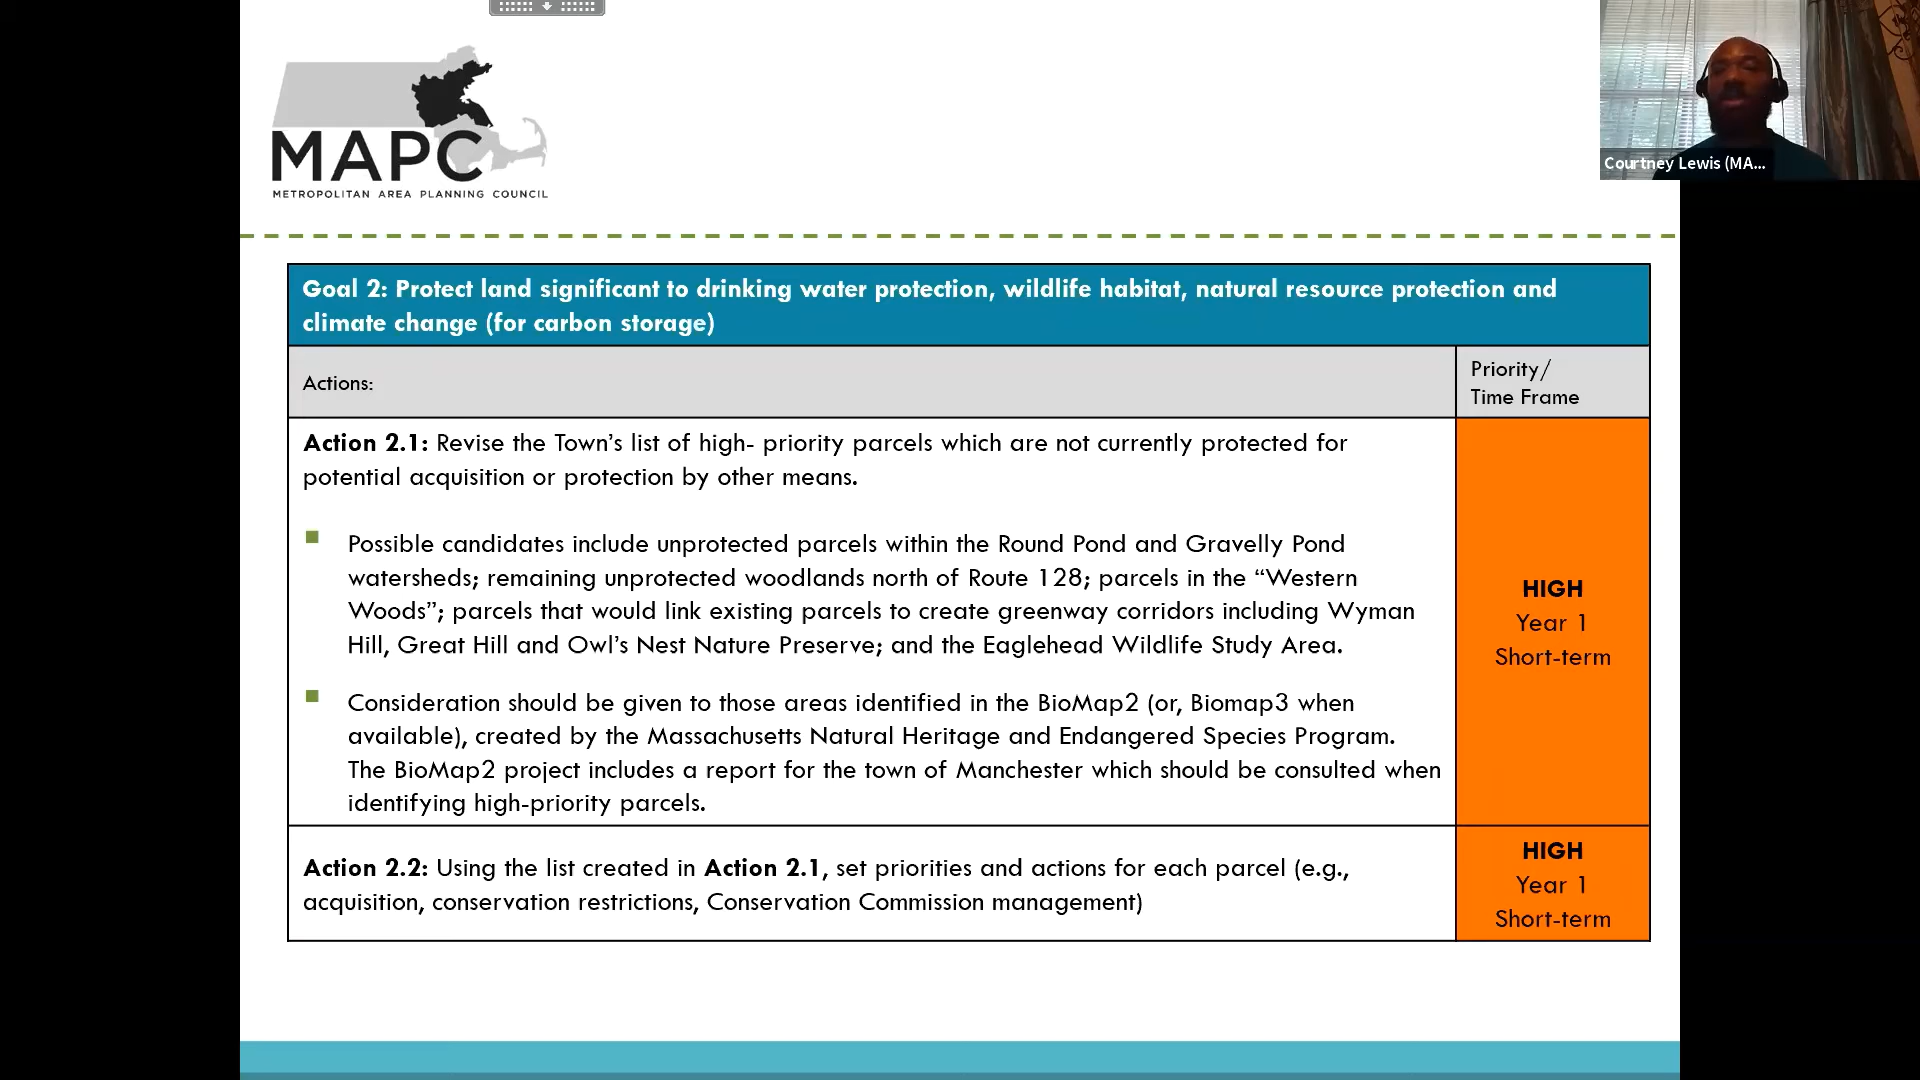 MAPC
METROPOLITAN AREA PLANNING COUNCIL
Courtney Lewis (MA...
Goal 2: Protect land significant to drinking water protection, wildlife habitat, natural resource protection and
climate change (for carbon storage)
Actions:
Priority/
Time Frame
Action 2.1: Revise the Town’s list of high- priority parcels which are not currently protected for
potential acquisition or protection by other means.
Possible candidates include unprotected parcels within the Round Pond and Gravelly Pond
watersheds; remaining unprotected woodlands north of Route 128; parcels in the “Western
Woods”; parcels that would link existing parcels to create greenway corridors including Wyman
Hill, Great Hill and Owl’s Nest Nature Preserve; and the Eaglehead Wildlife Study Area.
Consideration should be given to those areas identified in the BioMap2 (or, Biomap3 when
available), created by the Massachusetts Natural Heritage and Endangered Species Program.
The BioMap2 project includes a report for the town of Manchester which should be consulted when
identifying high-priority parcels.
HIGH
Year 1
Short-term
Action 2.2: Using the list created in Action 2.1, set priorities and actions for each parcel (e.g.,
acquisition, conservation restrictions, Conservation Commission management)
HIGH
Year 1
Short-term